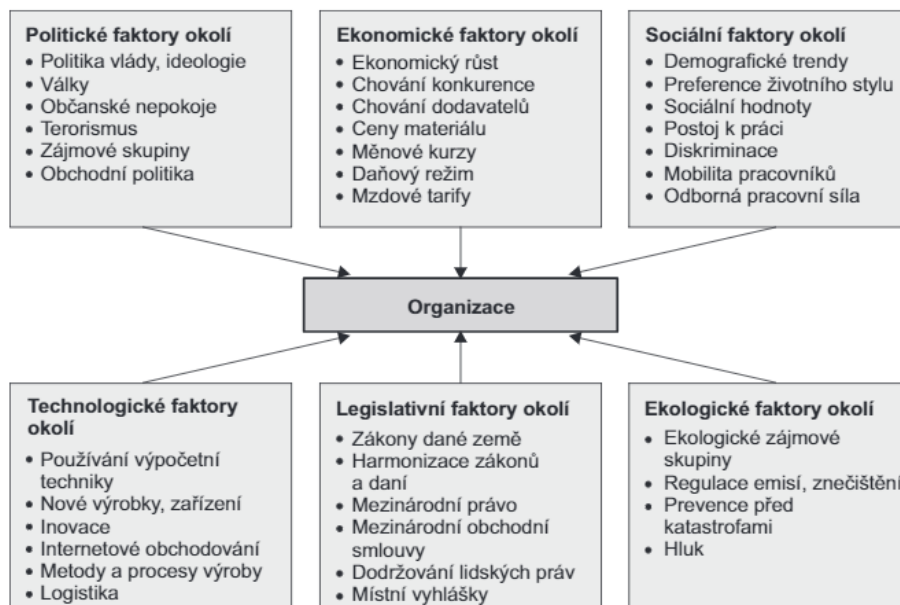 Politické faktory okolí
• Politika vlády, ideologie
• Války
• Občanské nepokoje
• Terorismus
• Zájmové skupiny
• Obchodní politika
Ekonomické faktory okolí
• Ekonomický růst
• Chování konkurence
• Chování dodavatelů
• Ceny materiálu
• Měnové kurzy
• Daňový režim
• Mzdové tarify
Sociální faktory okolí
• Demografické trendy
• Preference životního stylu
• Sociální hodnoty
• Postoj k práci
• Diskriminace
• Mobilita pracovníků
• Odborná pracovní síla
Organizace
Technologické faktory
okolí
• Používání výpočetní
techniky
• Nové výrobky, zařízení
• Inovace
• Internetové obchodování
• Metody a procesy výroby
• Logistika
Legislativní faktory okolí
• Zákony dané země
• Harmonizace zákonů
a daní
• Mezinárodní právo
• Mezinárodní obchodní
smlouvy
• Dodržování lidských práv
• Místní vyhlášky
Ekologické faktory okolí
• Ekologické zájmové
skupiny
• Regulace emisí, znečištění
• Prevence před
katastrofami
• Hluk